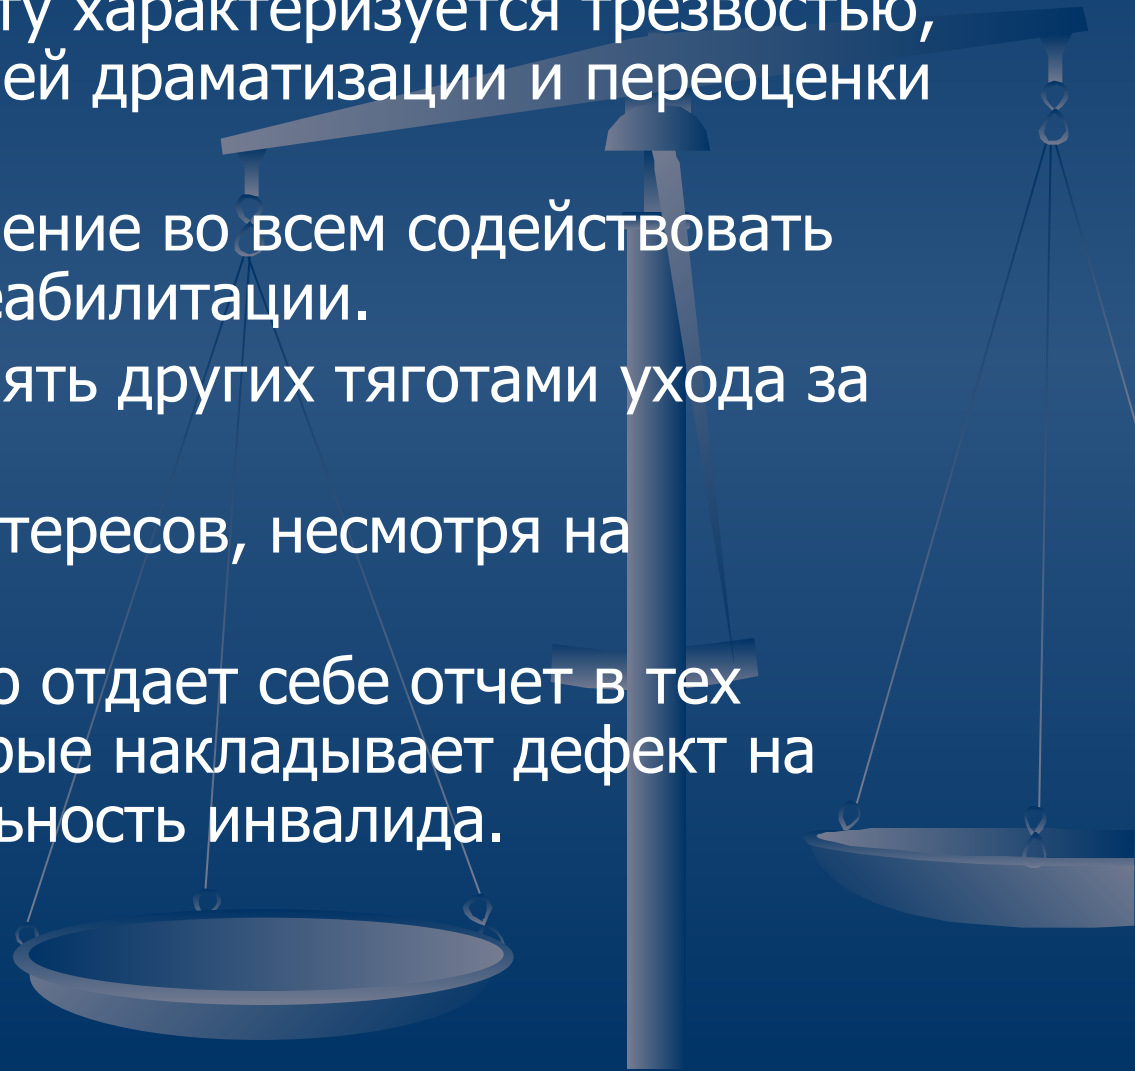 ту характеризуется трезвостью,
ей драматизации и переоценки
ение во всем содействовать
еабилитации.
ять других тяготами ухода за
тересов, несмотря на
о отдает себе отчет в тех
рые накладывает дефект на
ьность инвалида.